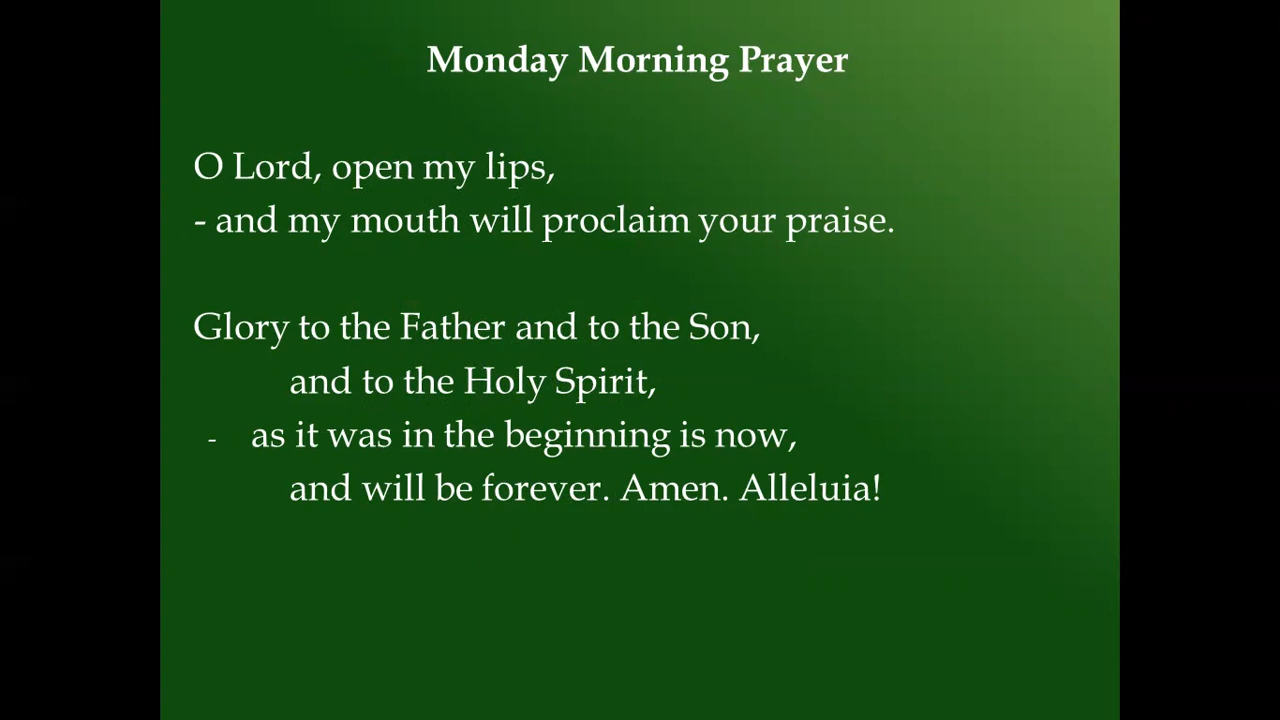 Monday Morning Prayer
O Lord, open my lips,
- and my mouth will proclaim your praise.
Glory to the Father and to the Son,
and to the Holy Spirit,
- as it was in the beginning is now,
and will be forever. Amen. Alleluia!